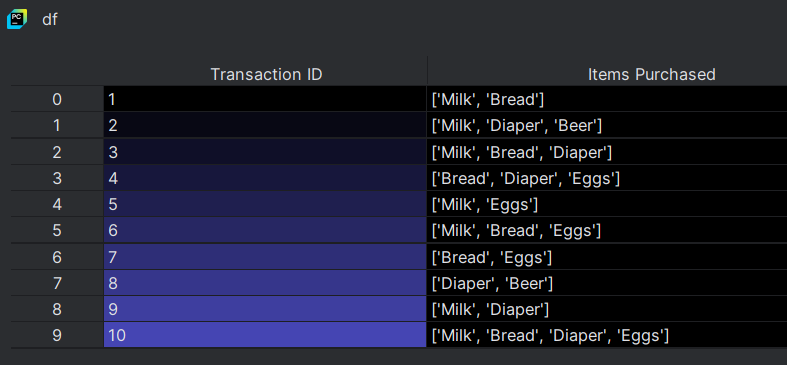 PC df
Transaction ID Items Purchased
0 1 ['Milk', 'Bread']
1 2 ['Milk', 'Diaper', 'Beer']
2 3 ['Milk', 'Bread', 'Diaper']
3 4 ['Bread', 'Diaper', 'Eggs']
4 5 ['Milk', 'Eggs']
5 6 ['Milk', 'Bread', 'Eggs']
6 7 ['Bread', 'Eggs']
7 8 ['Diaper', 'Beer']
8 9 ['Milk', 'Diaper']
9 10 ['Milk', 'Bread', 'Diaper', 'Eggs']